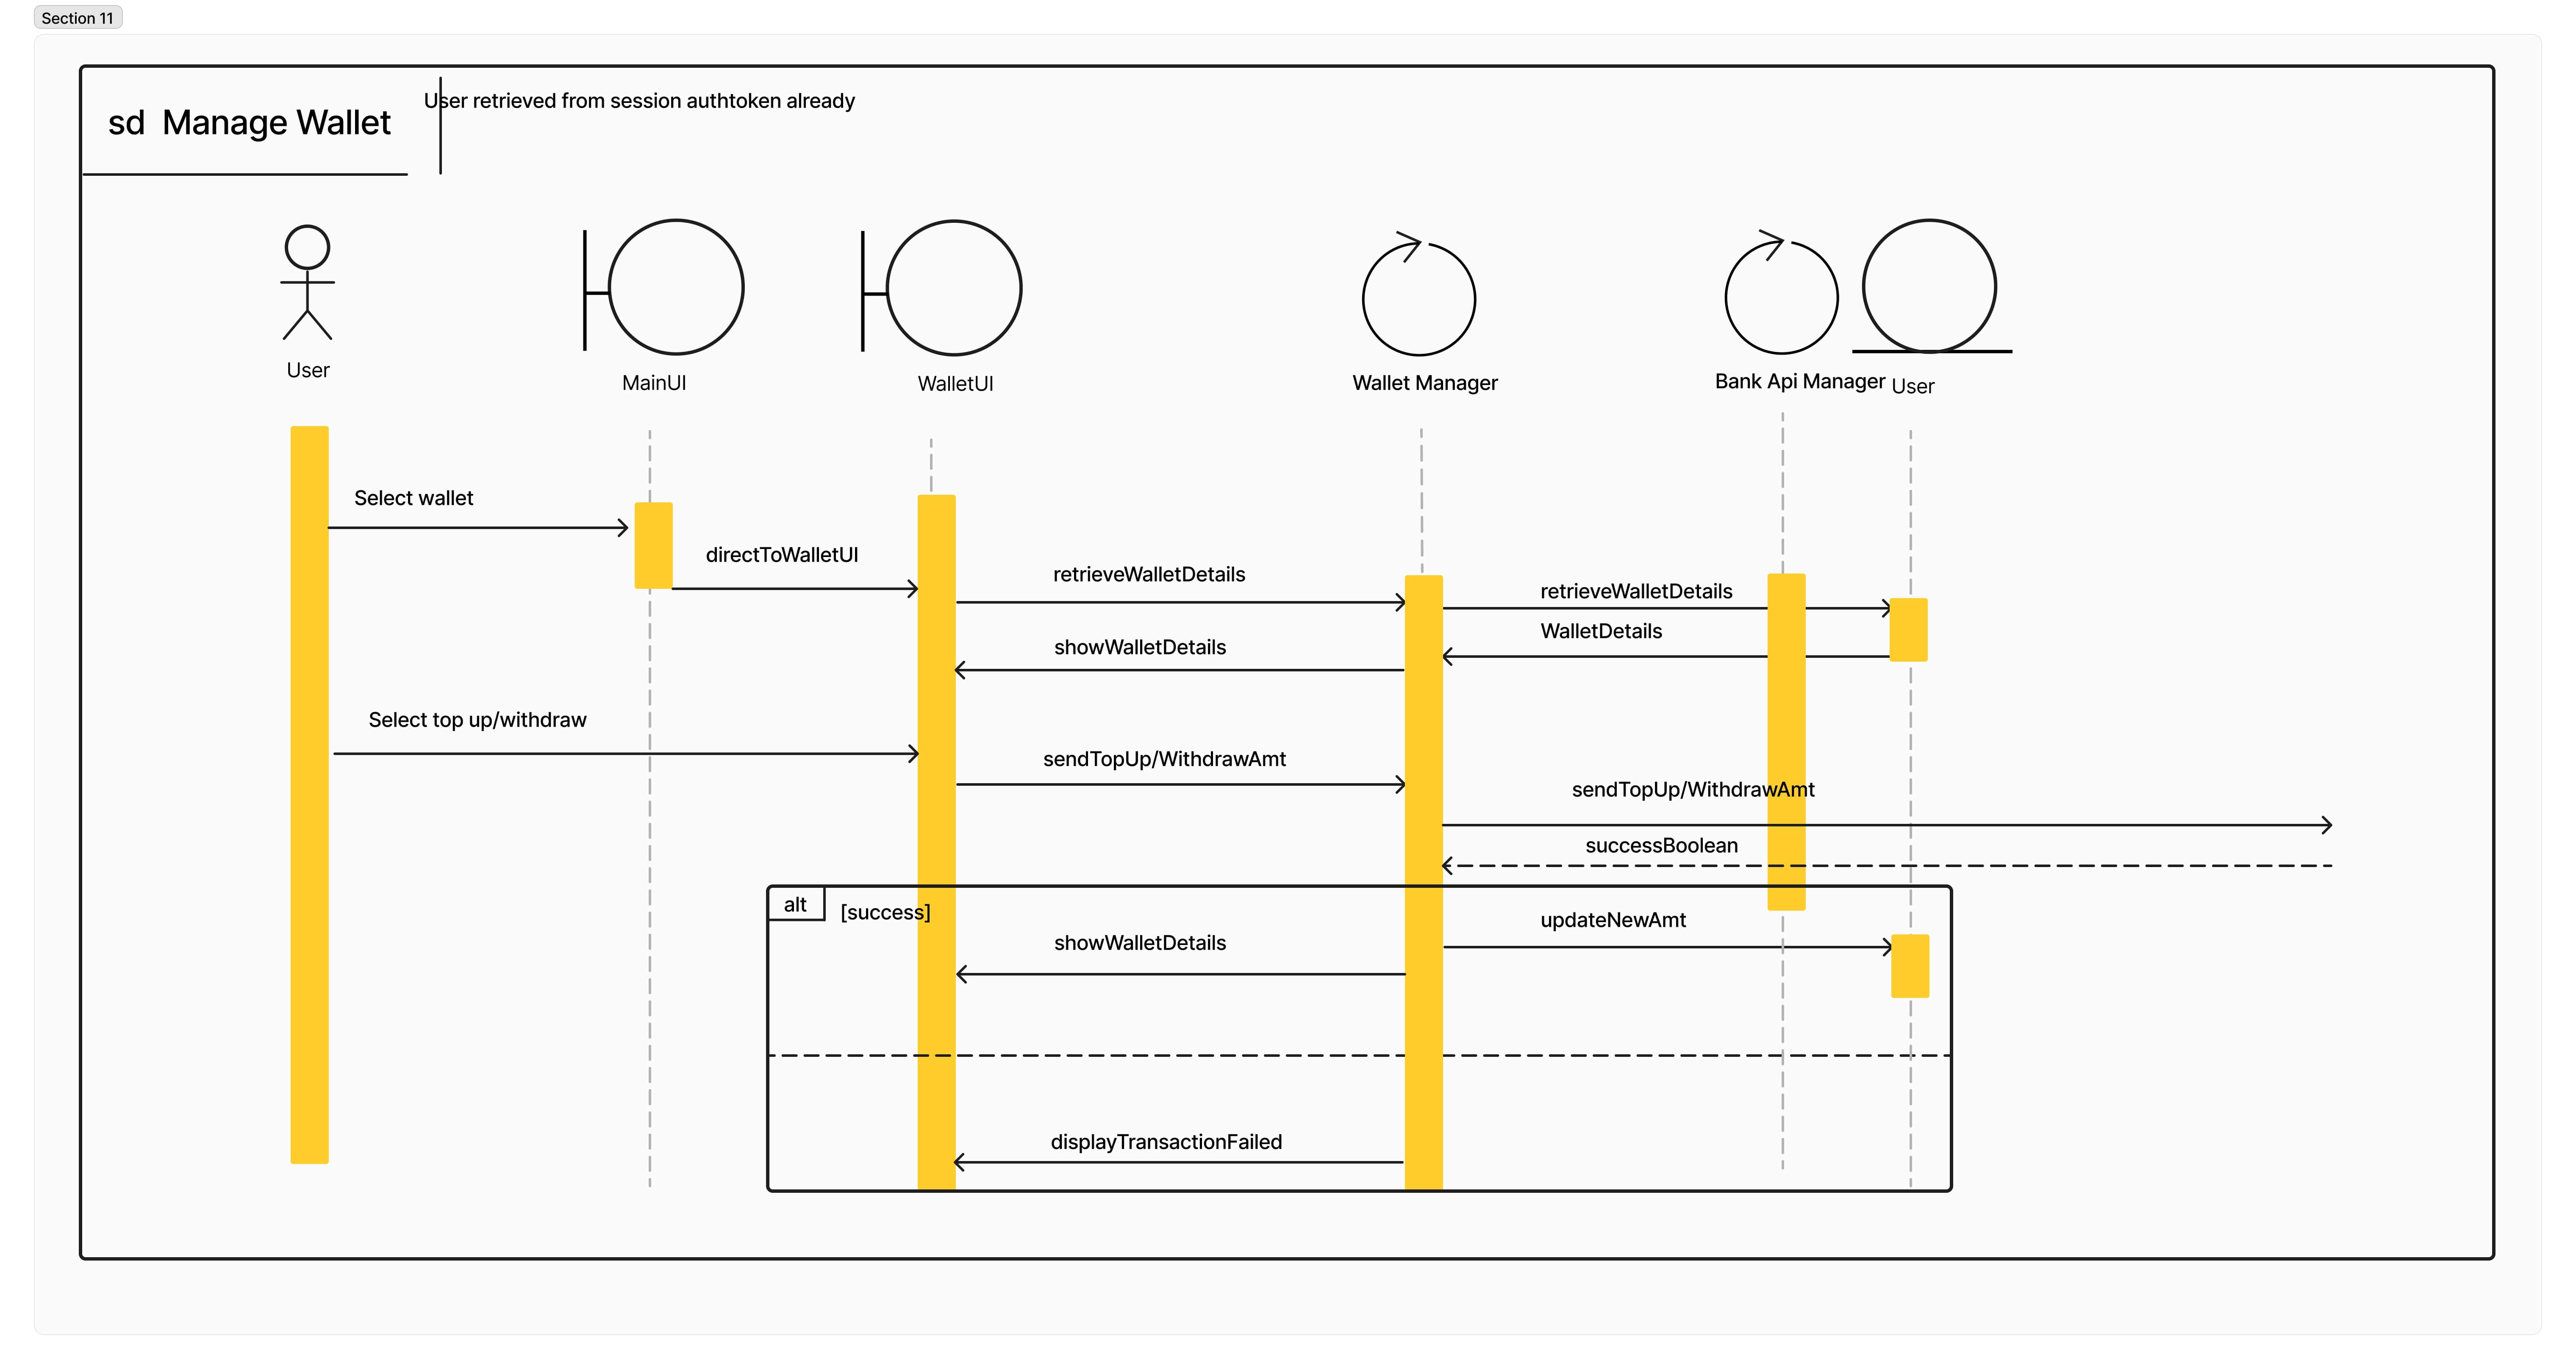 Section 11
User retrieved from session authtoken already
sd Manage Wallet
User
MainUI
WalletUI
Wallet Manager
Bank Api Manager
User
Select wallet
directToWalletUI
retrieveWalletDetails
retrieveWalletDetails
WalletDetails
showWalletDetails
Select top up/withdraw
sendTopUp/WithdrawAmt
sendTopUp/WithdrawAmt
successBoolean
alt
[success]
updateNewAmt
showWalletDetails
displayTransactionFailed